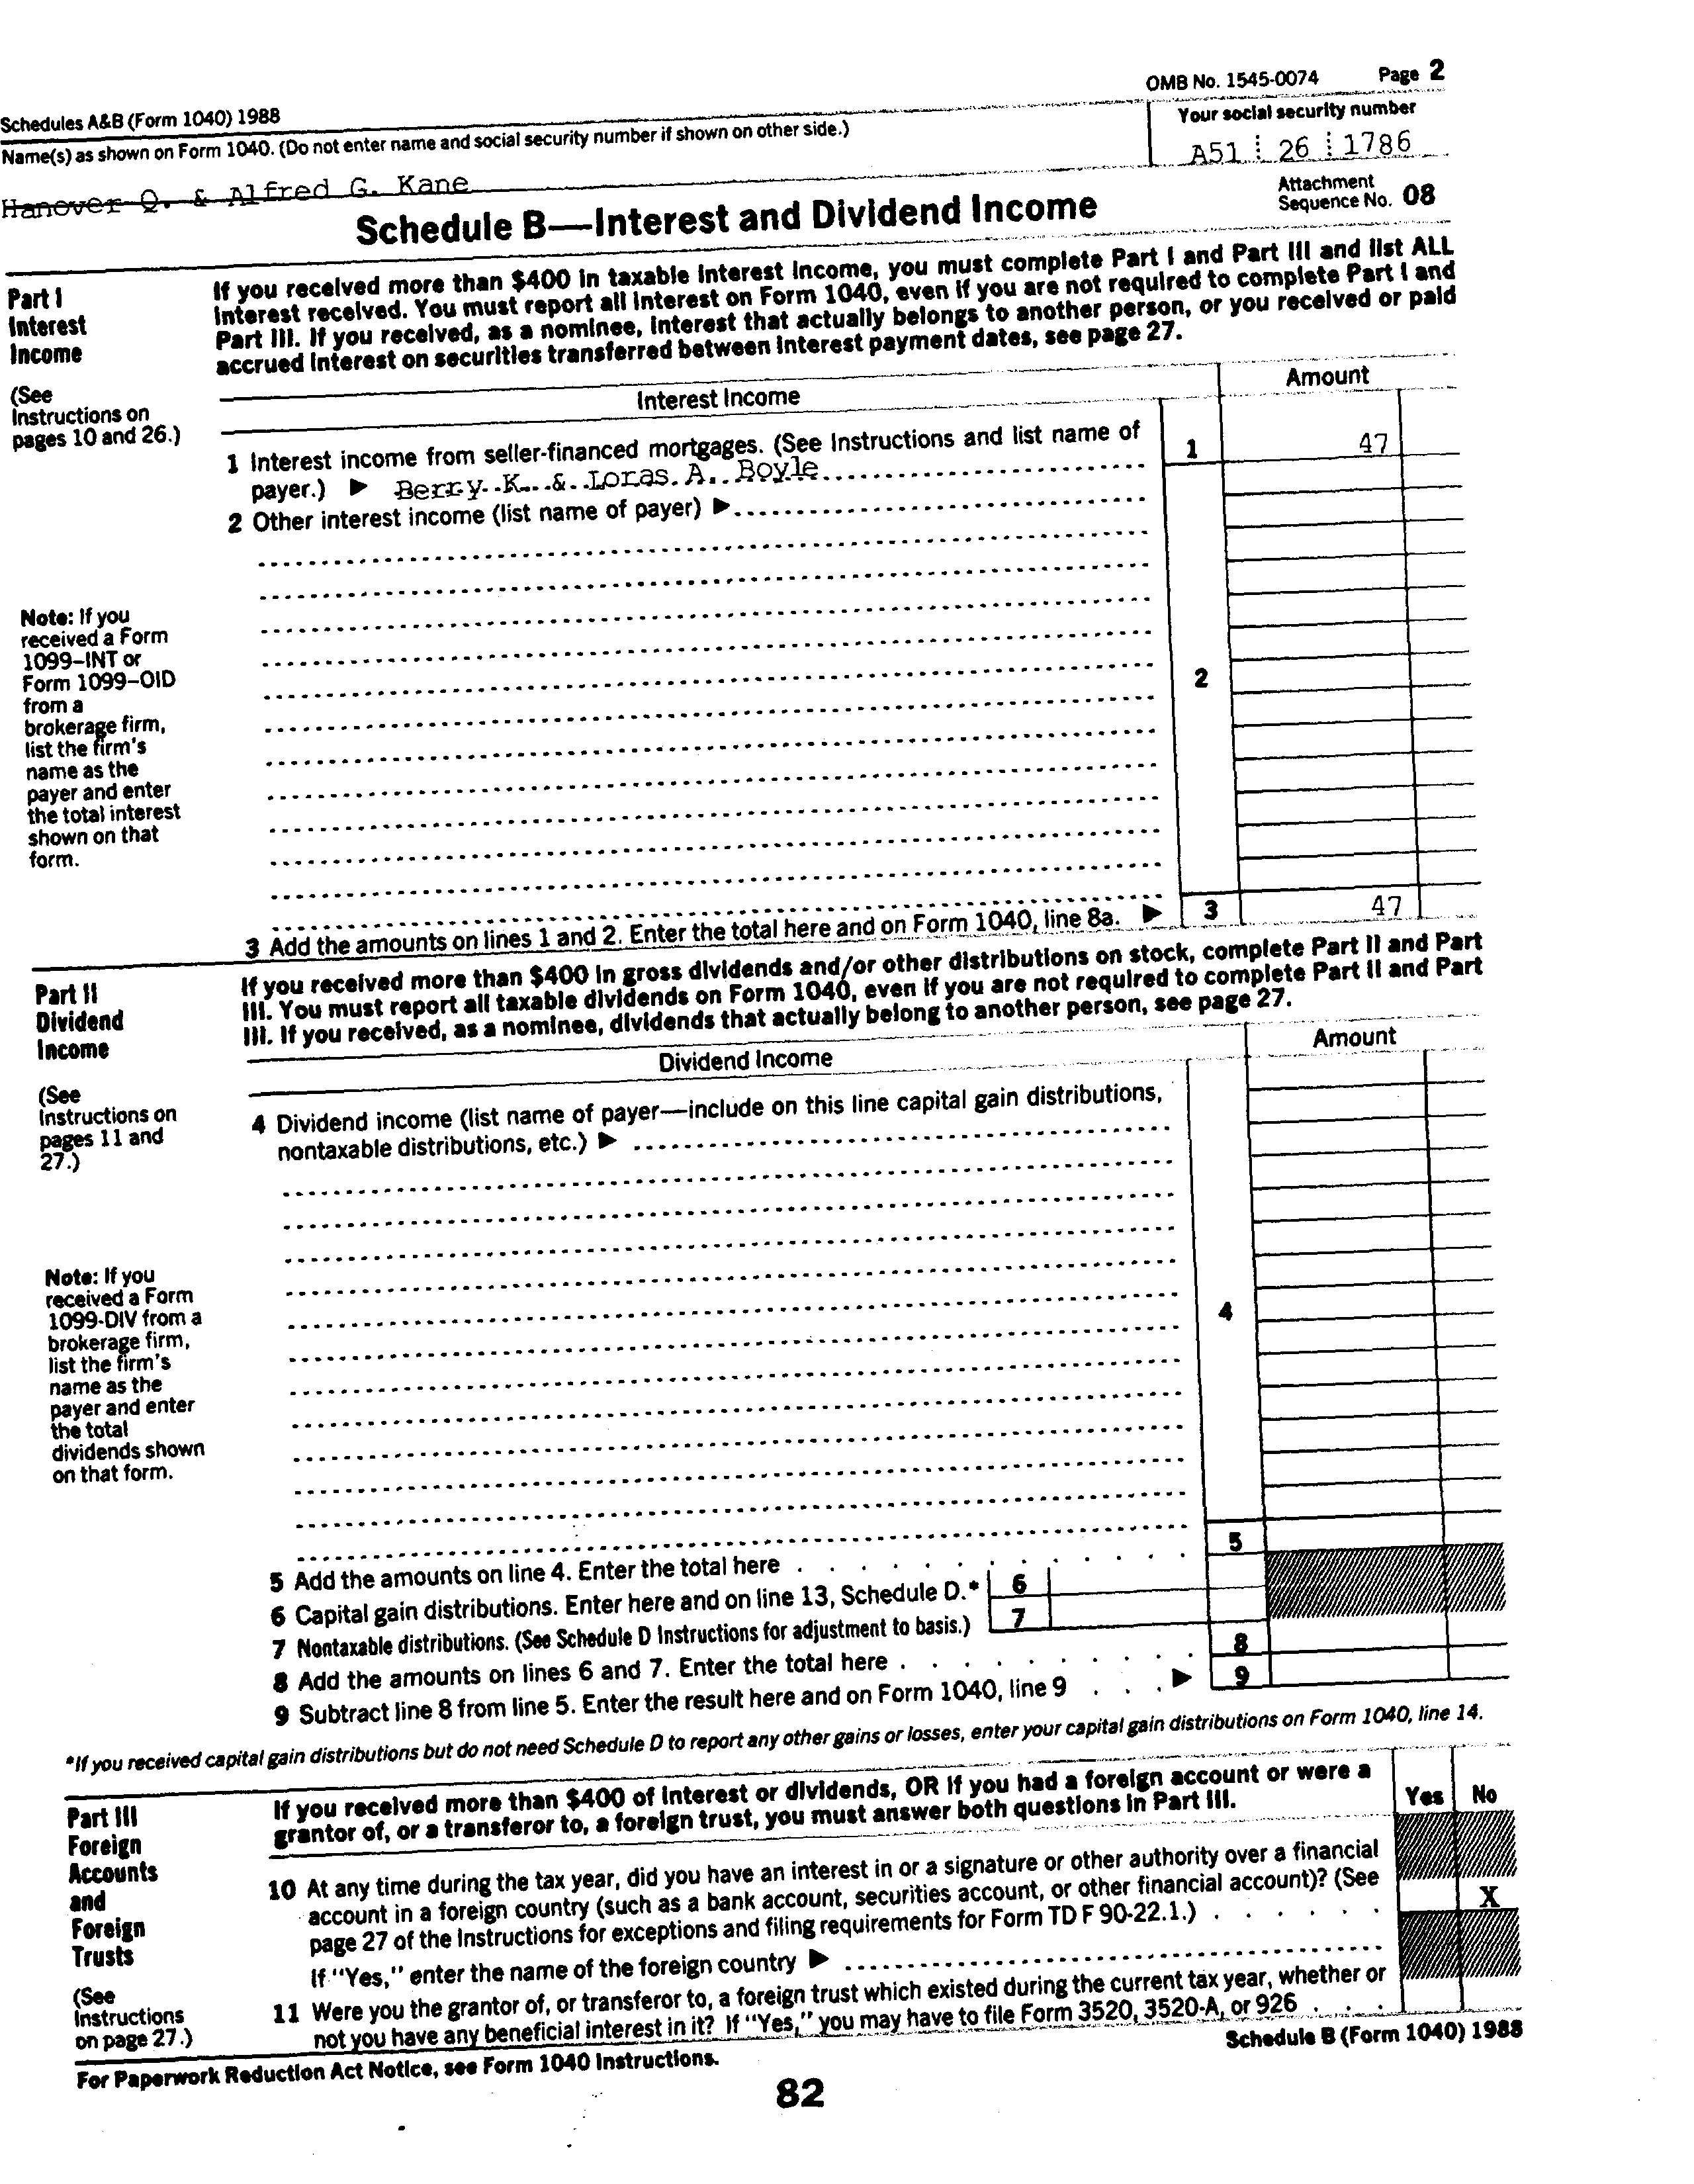 OMB No. 1545-0074 Page 2
Schedules A&B (Form 1040) 1988
Name(s) as shown on Form 1040. (Do not enter name and social security number if shown on other side.)
Your social security number
Hanover Q. & Alfred G. Kane
A51 26 1786
Schedule B—Interest and Dividend Income
Attachment
Sequence No. 08
Part I
Interest
Income
(See
Instructions on
pages 10 and 26.)
If you received more than $400 in taxable interest income, you must complete Part I and Part III and list ALL
interest received. You must report all interest on Form 1040, even if you are not required to complete Part I and
Part III. If you received, as a nominee, interest that actually belongs to another person, or you received or paid
accrued interest on securities transferred between interest payment dates, see page 27.
Interest Income
Amount
1 Interest income from seller-financed mortgages. (See Instructions and list name of
payer.) ▶ Berry K. & Loras A. Boyle
1 47
2 Other interest income (list name of payer) ▶
Note: If you
received a Form
1099–INT or
Form 1099–OID
from a
brokerage firm,
list the firm's
name as the
payer and enter
the total interest
shown on that
form.
2
3 Add the amounts on lines 1 and 2. Enter the total here and on Form 1040, line 8a. ▶ 3 47
Part II
Dividend
Income
(See
Instructions on
pages 11 and
27.)
If you received more than $400 in gross dividends and/or other distributions on stock, complete Part II and Part
III. You must report all taxable dividends on Form 1040, even if you are not required to complete Part II and Part
III. If you received, as a nominee, dividends that actually belong to another person, see page 27.
Dividend Income
Amount
4 Dividend income (list name of payer—include on this line capital gain distributions,
nontaxable distributions, etc.) ▶
Note: If you
received a Form
1099-DIV from a
brokerage firm,
list the firm's
name as the
payer and enter
the total
dividends shown
on that form.
4
5 Add the amounts on line 4. Enter the total here . . . 5
6 Capital gain distributions. Enter here and on line 13, Schedule D.* 6
7 Nontaxable distributions. (See Schedule D Instructions for adjustment to basis.) 7
8 Add the amounts on lines 6 and 7. Enter the total here . . . 8
9 Subtract line 8 from line 5. Enter the result here and on Form 1040, line 9 . . . ▶ 9
*If you received capital gain distributions but do not need Schedule D to report any other gains or losses, enter your capital gain distributions on Form 1040, line 14.
Part III
Foreign
Accounts
and
Foreign
Trusts
(See
Instructions
on page 27.)
If you received more than $400 of interest or dividends, OR if you had a foreign account or were a
grantor of, or a transferor to, a foreign trust, you must answer both questions in Part III.
Yes No
10 At any time during the tax year, did you have an interest in or a signature or other authority over a financial
account in a foreign country (such as a bank account, securities account, or other financial account)? (See
page 27 of the Instructions for exceptions and filing requirements for Form TD F 90-22.1.) . . . X
If "Yes," enter the name of the foreign country ▶
11 Were you the grantor of, or transferor to, a foreign trust which existed during the current tax year, whether or
not you have any beneficial interest in it? If "Yes," you may have to file Form 3520, 3520-A, or 926 . . .
For Paperwork Reduction Act Notice, see Form 1040 Instructions.
Schedule B (Form 1040) 1988
82